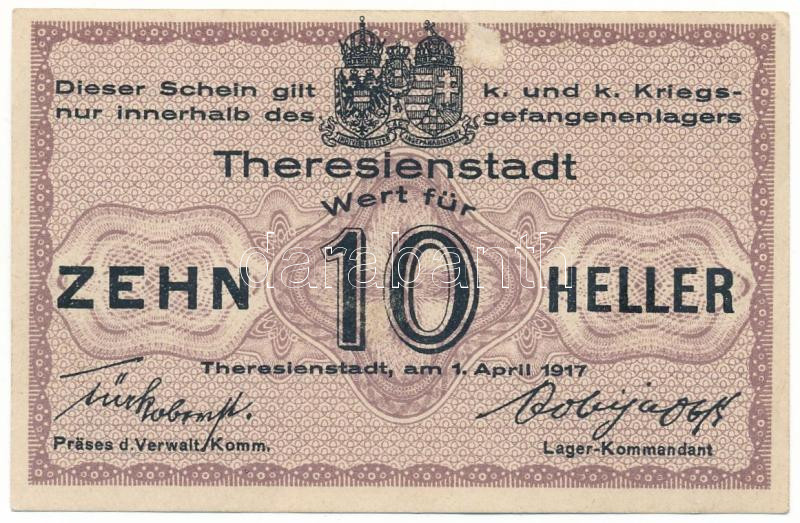 Dieser Schein gilt k. und k. Kriegs-
nur innerhalb des gefangenenlagers
Theresienstadt
Wert für
ZEHN 10 HELLER
darabanth
Theresienstadt, am 1. April 1917
Präses d. Verwalt. Komm. Lager-Kommandant